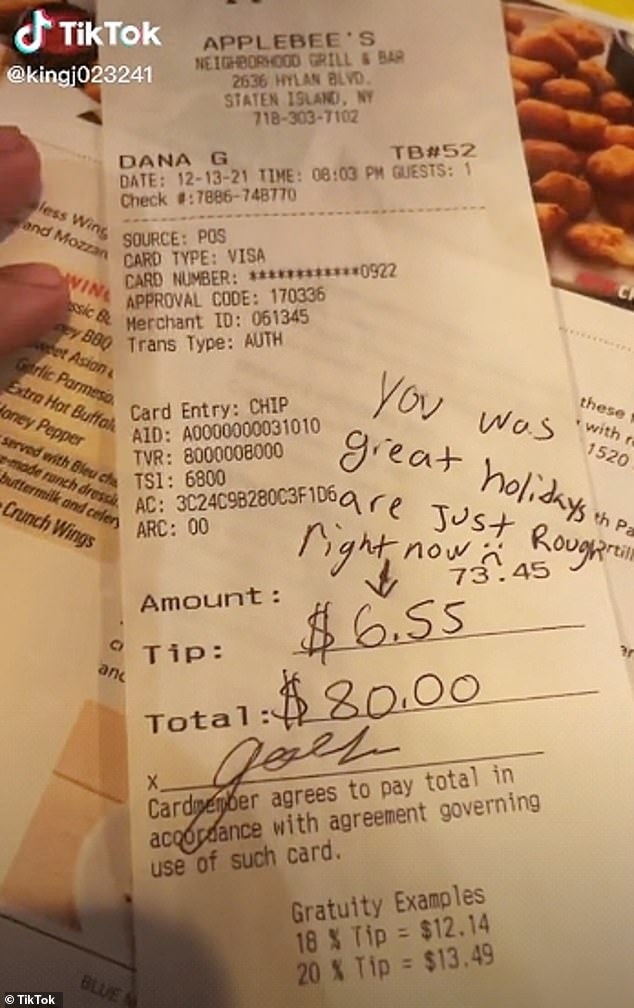 TikTok
@kingj023241
APPLEBEE'S
NEIGHBORHOOD GRILL & BAR
2636 HYLAN BLVD.
STATEN ISLAND, NY
718-303-7102
DANA G TB#52
DATE: 12-13-21 TIME: 08:03 PM GUESTS: 1
Check #:7886-748770
SOURCE: POS
CARD TYPE: VISA
CARD NUMBER: ************0922
APPROVAL CODE: 170336
Merchant ID: 061345
Trans Type: AUTH
Card Entry: CHIP
AID: A0000000031010
TVR: 8000008000
TSI: 6800
AC: 3C24C9B280C3F1D6
ARC: 00
You was
great holidays
are Just Rough
right now
Amount: 73.45
Tip: $6.55
Total: $80.00
X
Cardmember agrees to pay total in
accordance with agreement governing
use of such card.
Gratuity Examples
18 % Tip = $12.14
20 % Tip = $13.49
less Wing
and Mozzar
WING
ssic Bu
ey BBQ
weet Asian
Garlic Parmesa
Extra Hot Buffal
Honey Pepper
served with Bleu che
e-made ranch dressi
buttermilk and celery
Crunch Wings
these
with r
1520
BLUE M
© TikTok